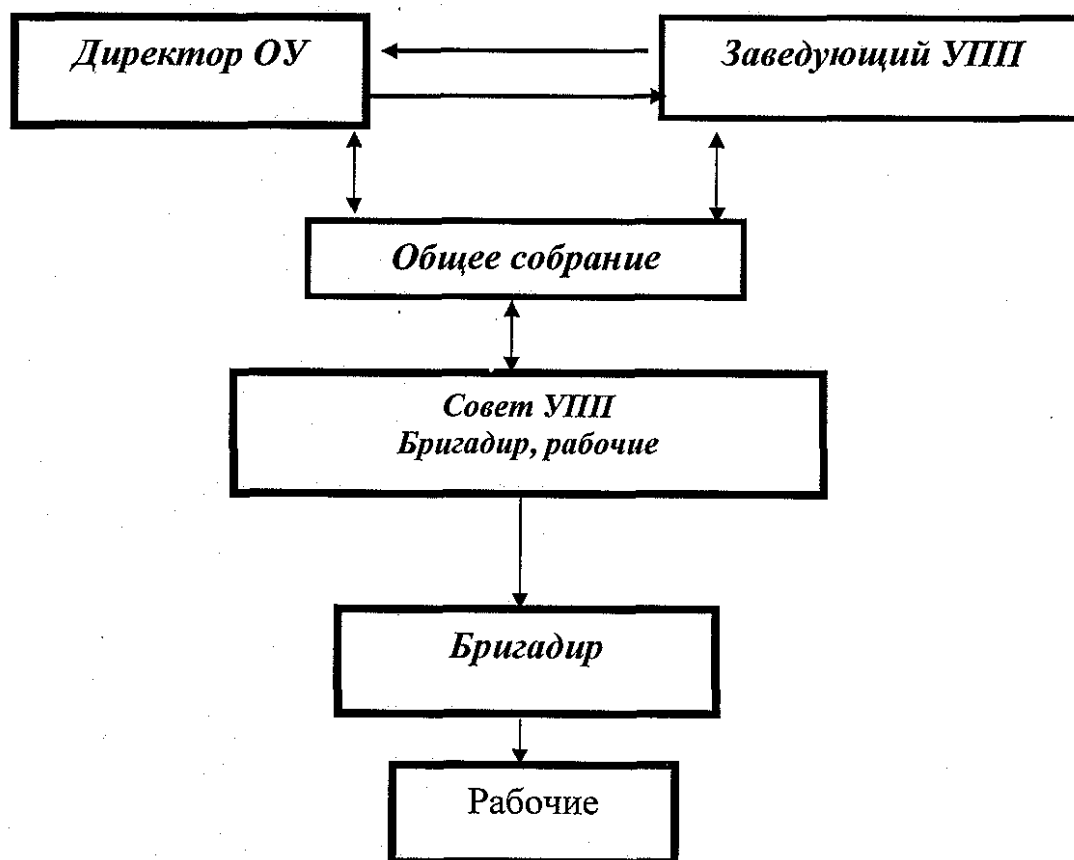 Директор ОУ
Заведующий УПП
Общее собрание
Совет УПП
Бригадир, рабочие
Бригадир
Рабочие